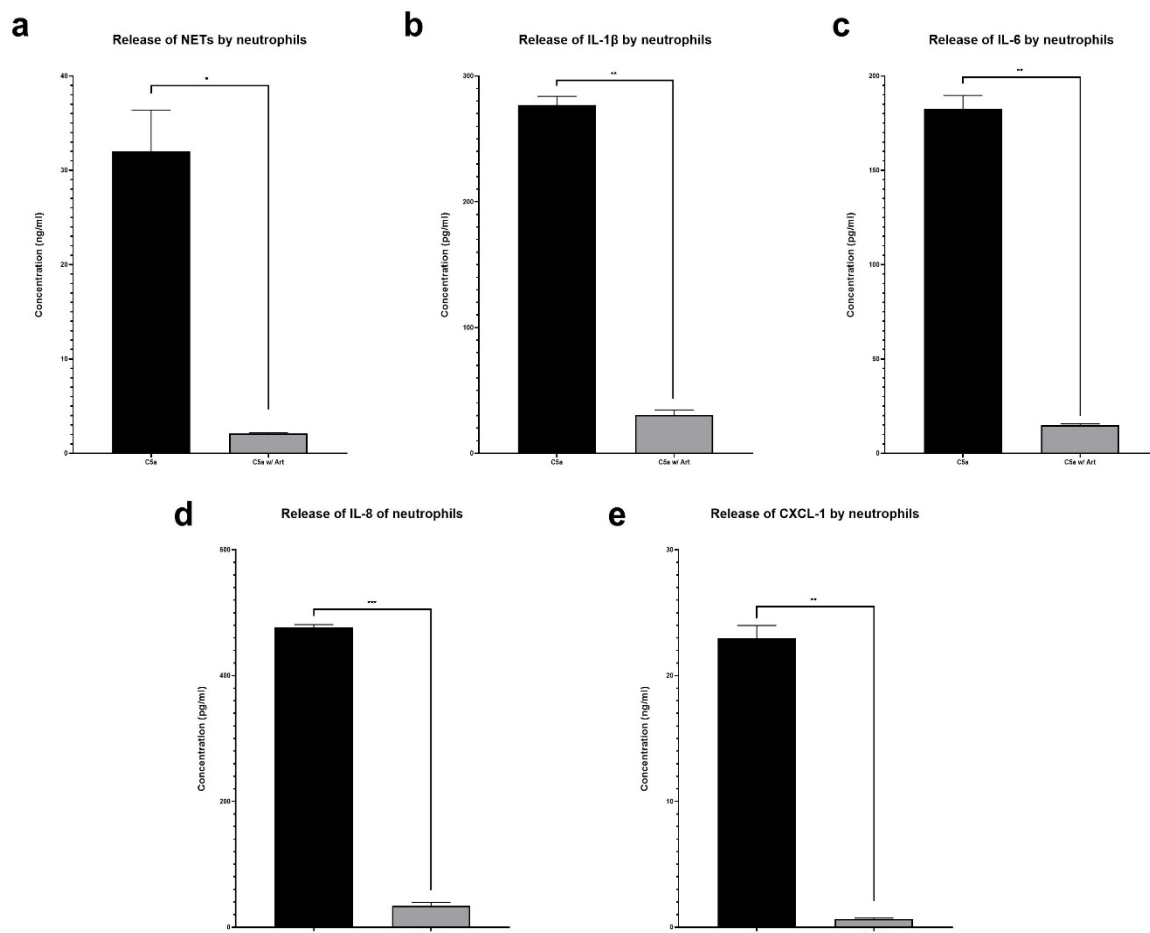 a
Release of NETs by neutrophils
*
Concentration (ng/ml)
40
30
20
10
0
C5a
C5a w/ Art
b
Release of IL-1β by neutrophils
**
Concentration (pg/ml)
300
200
100
0
C5a
C5a w/ Art
c
Release of IL-6 by neutrophils
**
Concentration (pg/ml)
200
150
100
50
0
C5a
C5a w/ Art
d
Release of IL-8 of neutrophils
***
Concentration (pg/ml)
600
400
200
0
e
Release of CXCL-1 by neutrophils
**
Concentration (ng/ml)
30
20
10
0